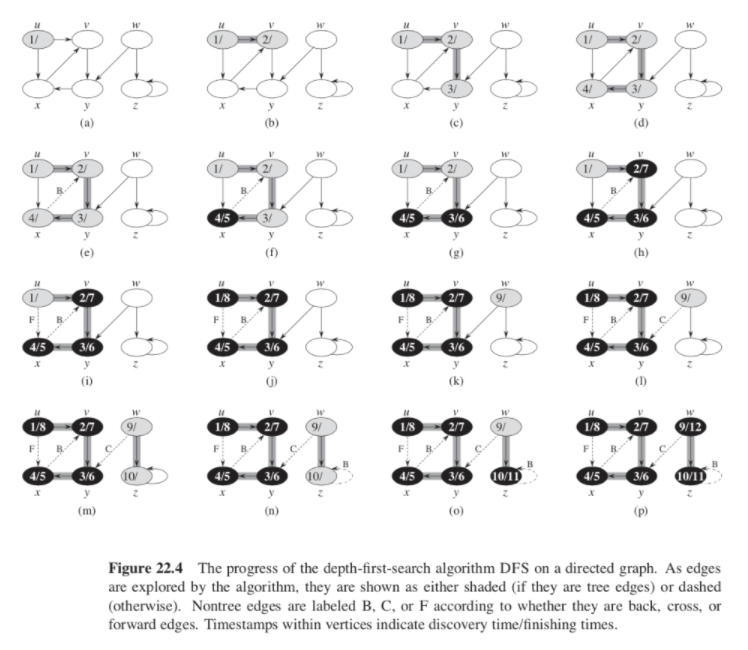 u v w
1/
x y z
(a)
u v w
1/ 2/
x y z
(b)
u v w
1/ 2/
3/
x y z
(c)
u v w
1/ 2/
4/ 3/
x y z
(d)
u v w
1/ 2/
B
4/ 3/
x y z
(e)
u v w
1/ 2/
B
4/5 3/
x y z
(f)
u v w
1/ 2/
B
4/5 3/6
x y z
(g)
u v w
1/ 2/7
B
4/5 3/6
x y z
(h)
u v w
1/ 2/7
F B
4/5 3/6
x y z
(i)
u v w
1/8 2/7
F B
4/5 3/6
x y z
(j)
u v w
1/8 2/7 9/
F B
4/5 3/6
x y z
(k)
u v w
1/8 2/7 9/
F B C
4/5 3/6
x y z
(l)
u v w
1/8 2/7 9/
F B C
4/5 3/6 10/
x y z
(m)
u v w
1/8 2/7 9/
F B C
B
4/5 3/6 10/
x y z
(n)
u v w
1/8 2/7 9/
F B C
B
4/5 3/6 10/11
x y z
(o)
u v w
1/8 2/7 9/12
F B C
B
4/5 3/6 10/11
x y z
(p)
Figure 22.4 The progress of the depth-first-search algorithm DFS on a directed graph. As edges
are explored by the algorithm, they are shown as either shaded (if they are tree edges) or dashed
(otherwise). Nontree edges are labeled B, C, or F according to whether they are back, cross, or
forward edges. Timestamps within vertices indicate discovery time/finishing times.